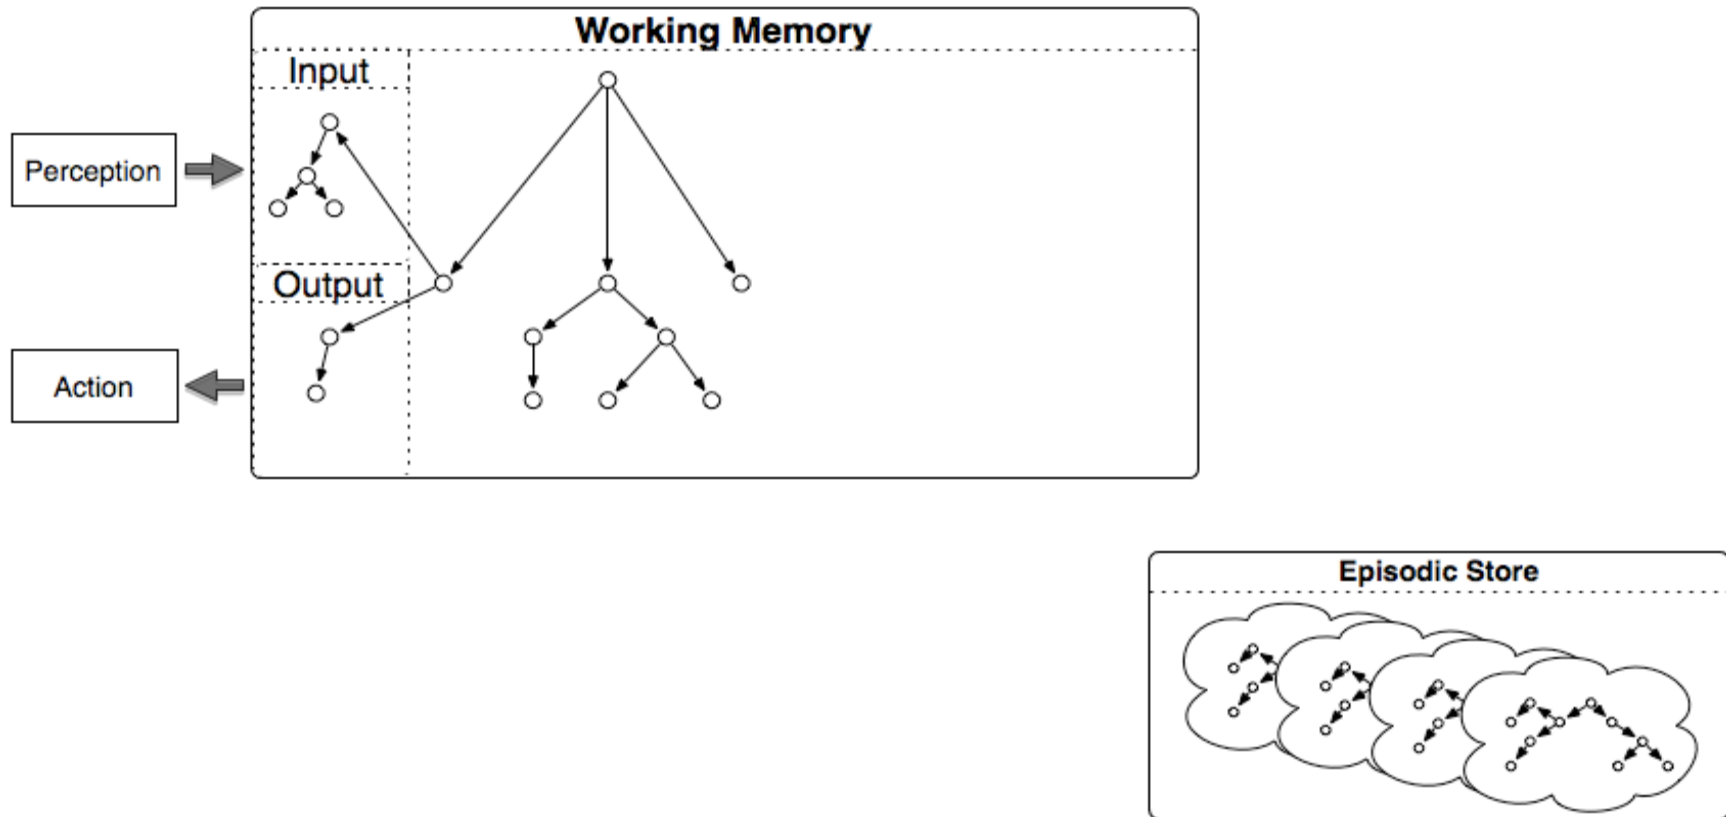 Working Memory
Input
Perception
Output
Action
Episodic Store